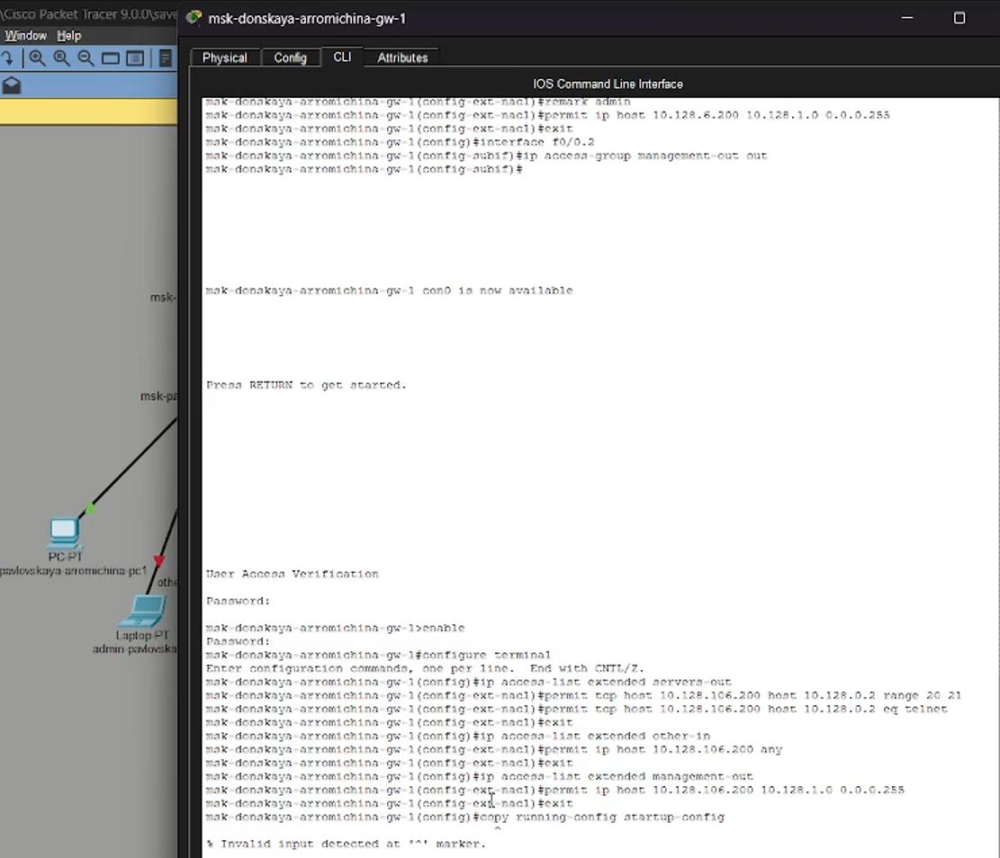 \Cisco Packet Tracer 9.0.0\save
msk-donskaya-arromichina-gw-1
Window Help
Physical Config CLI Attributes
IOS Command Line Interface
msk-donskaya-arromichina-gw-1(config-ext-nacl)#remark admin
msk-donskaya-arromichina-gw-1(config-ext-nacl)#permit ip host 10.128.6.200 10.128.1.0 0.0.0.255
msk-donskaya-arromichina-gw-1(config-ext-nacl)#exit
msk-donskaya-arromichina-gw-1(config)#interface f0/0.2
msk-donskaya-arromichina-gw-1(config-subif)#ip access-group management-out out
msk-donskaya-arromichina-gw-1(config-subif)#
msk-donskaya-arromichina-gw-1 con0 is now available
Press RETURN to get started.
User Access Verification
Password:
msk-donskaya-arromichina-gw-1>enable
Password:
msk-donskaya-arromichina-gw-1#configure terminal
Enter configuration commands, one per line. End with CNTL/Z.
msk-donskaya-arromichina-gw-1(config)#ip access-list extended servers-out
msk-donskaya-arromichina-gw-1(config-ext-nacl)#permit tcp host 10.128.106.200 host 10.128.0.2 range 20 21
msk-donskaya-arromichina-gw-1(config-ext-nacl)#permit tcp host 10.128.106.200 host 10.128.0.2 eq telnet
msk-donskaya-arromichina-gw-1(config-ext-nacl)#exit
msk-donskaya-arromichina-gw-1(config)#ip access-list extended other-in
msk-donskaya-arromichina-gw-1(config-ext-nacl)#permit ip host 10.128.106.200 any
msk-donskaya-arromichina-gw-1(config-ext-nacl)#exit
msk-donskaya-arromichina-gw-1(config)#ip access-list extended management-out
msk-donskaya-arromichina-gw-1(config-ext-nacl)#permit ip host 10.128.106.200 10.128.1.0 0.0.0.255
msk-donskaya-arromichina-gw-1(config-ext-nacl)#exit
msk-donskaya-arromichina-gw-1(config)#copy running-config startup-config
^
% Invalid input detected at '^' marker.
msk-
msk-pa
PC-PT
pavlovskaya-arromichina-pc1
othe
Laptop-PT
admin-pavlovska